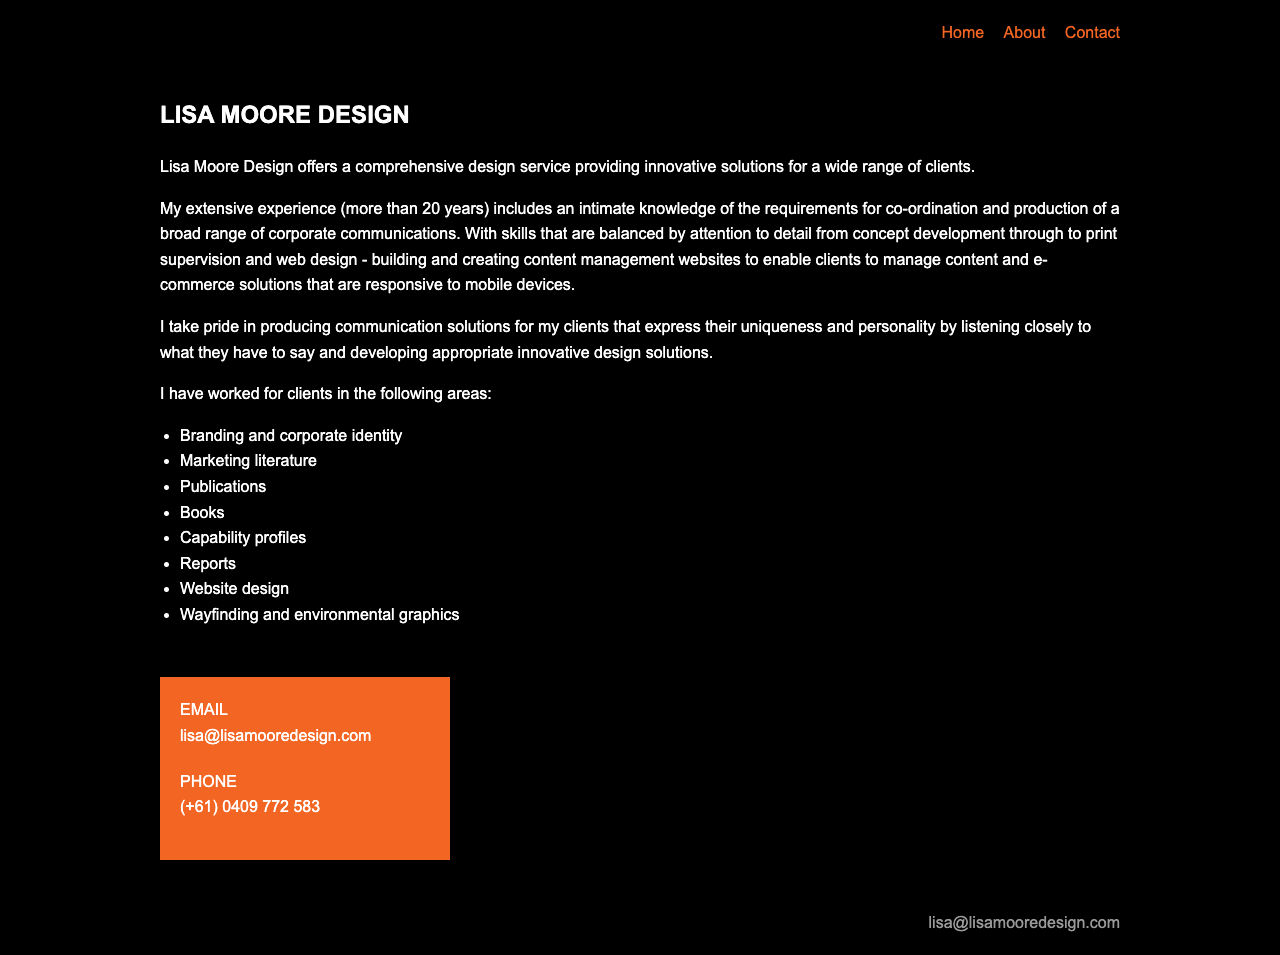 Home About Contact
LISA MOORE DESIGN
Lisa Moore Design offers a comprehensive design service providing innovative solutions for a wide range of clients.
My extensive experience (more than 20 years) includes an intimate knowledge of the requirements for co-ordination and production of a
broad range of corporate communications. With skills that are balanced by attention to detail from concept development through to print
supervision and web design - building and creating content management websites to enable clients to manage content and e-
commerce solutions that are responsive to mobile devices.
I take pride in producing communication solutions for my clients that express their uniqueness and personality by listening closely to
what they have to say and developing appropriate innovative design solutions.
I have worked for clients in the following areas:
• Branding and corporate identity
• Marketing literature
• Publications
• Books
• Capability profiles
• Reports
• Website design
• Wayfinding and environmental graphics
EMAIL
lisa@lisamooredesign.com
PHONE
(+61) 0409 772 583
lisa@lisamooredesign.com